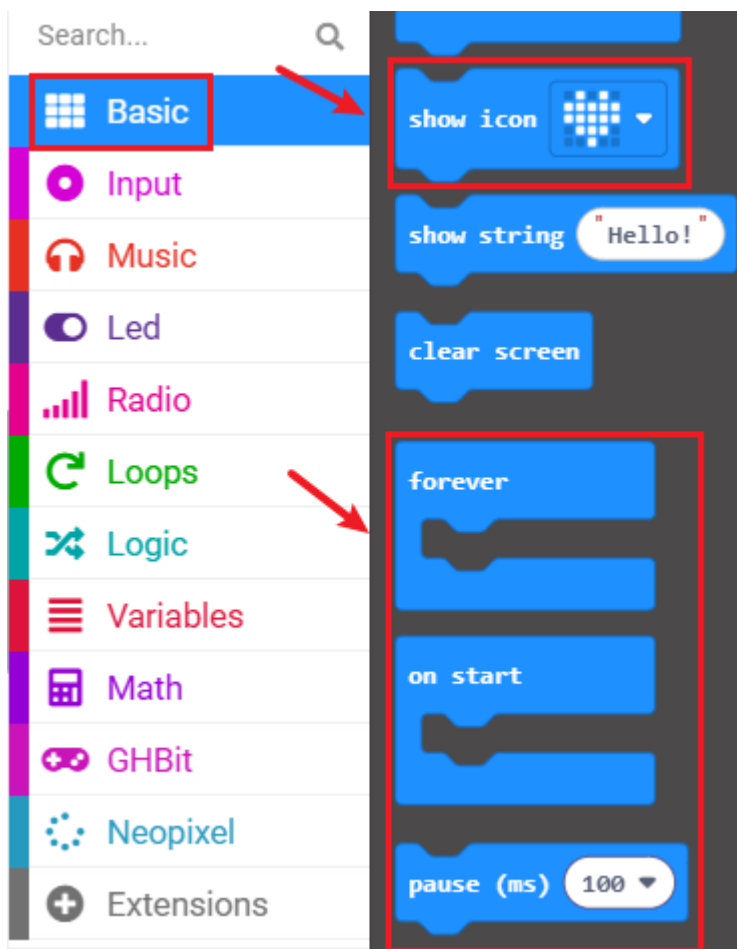 Search...
Basic
Input
Music
Led
Radio
Loops
Logic
Variables
Math
GHBit
Neopixel
Extensions
show icon
show string "Hello!"
clear screen
forever
on start
pause (ms) 100